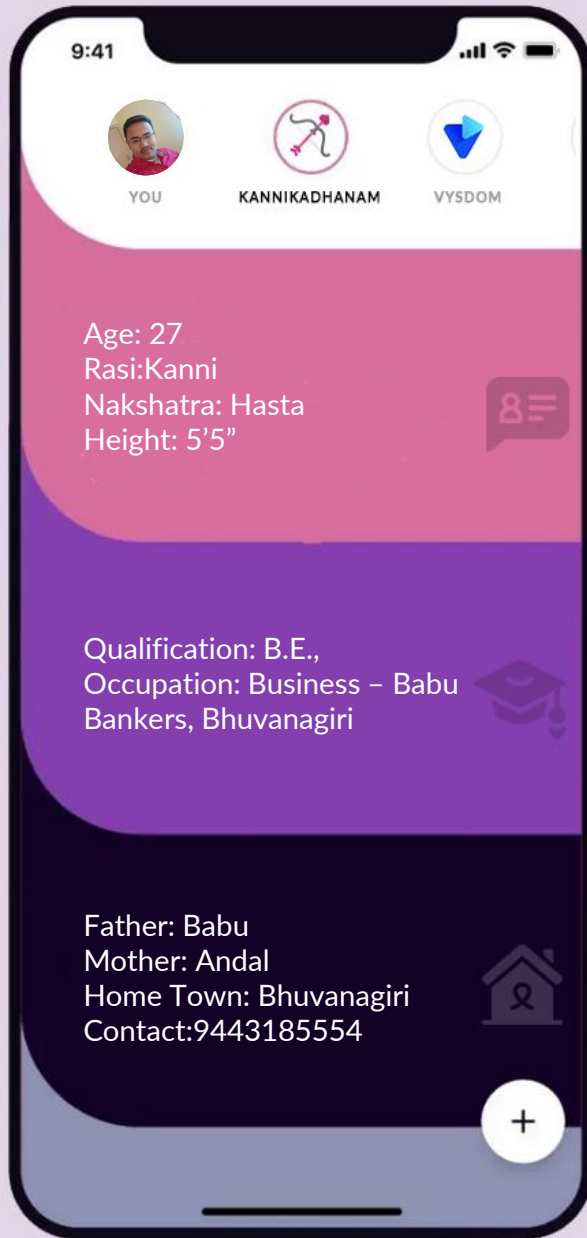 9:41
YOU
KANNIKADHANAM
VYSDOM
Age: 27
Rasi:Kanni
Nakshatra: Hasta
Height: 5’5”
Qualification: B.E.,
Occupation: Business – Babu
Bankers, Bhuvanagiri
Father: Babu
Mother: Andal
Home Town: Bhuvanagiri
Contact:9443185554